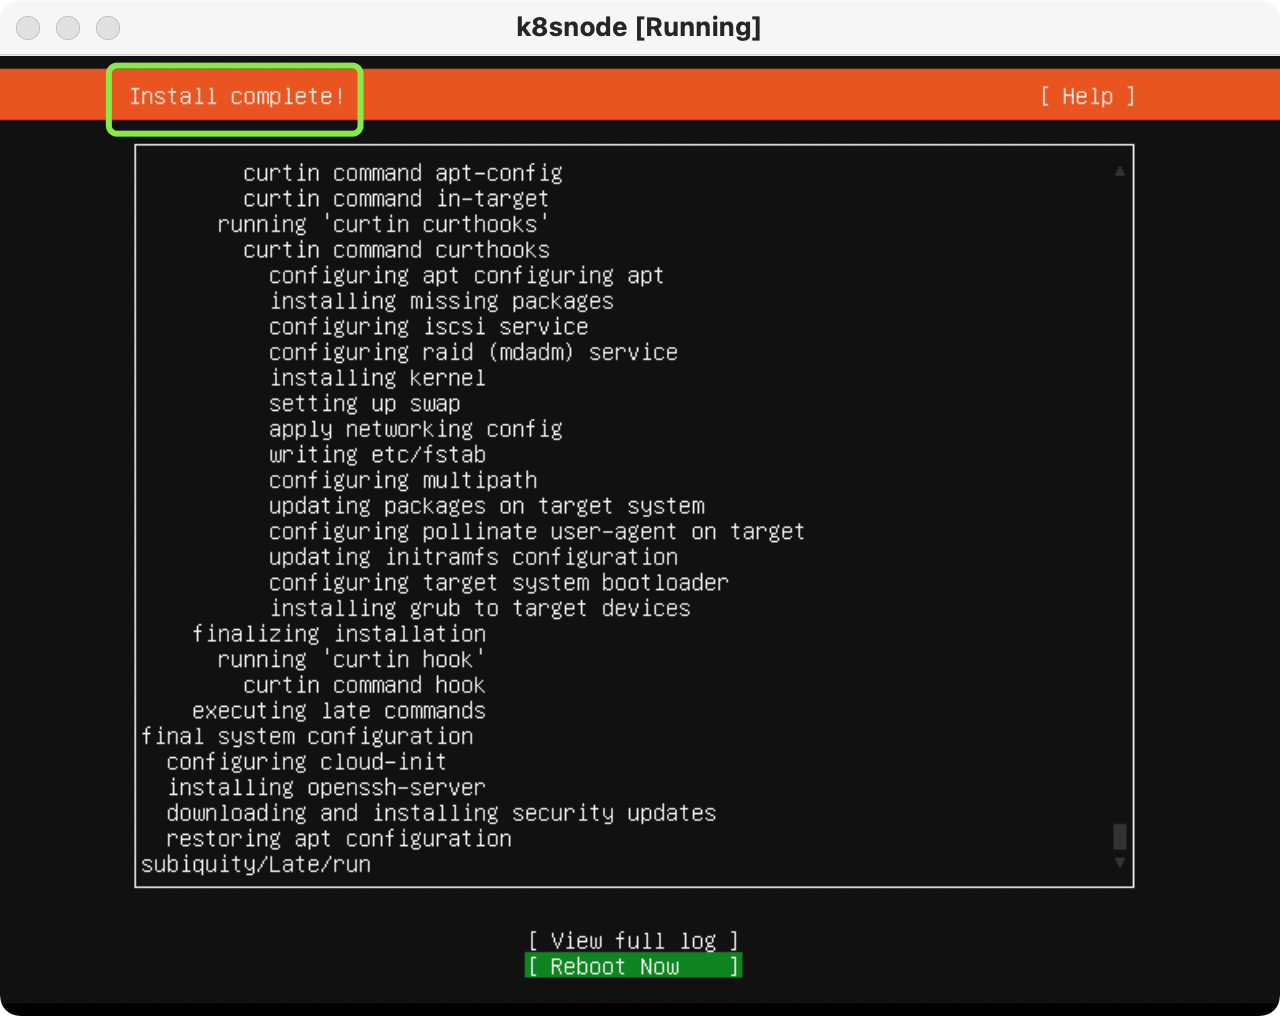 k8snode [Running]
Install complete!
[ Help ]
curtin command apt-config
curtin command in-target
running 'curtin curthooks'
curtin command curthooks
configuring apt configuring apt
installing missing packages
configuring iscsi service
configuring raid (mdadm) service
installing kernel
setting up swap
apply networking config
writing etc/fstab
configuring multipath
updating packages on target system
configuring pollinate user-agent on target
updating initramfs configuration
configuring target system bootloader
installing grub to target devices
finalizing installation
running 'curtin hook'
curtin command hook
executing late commands
final system configuration
configuring cloud-init
installing openssh-server
downloading and installing security updates
restoring apt configuration
subiquity/Late/run
[ View full log ]
[ Reboot Now ]